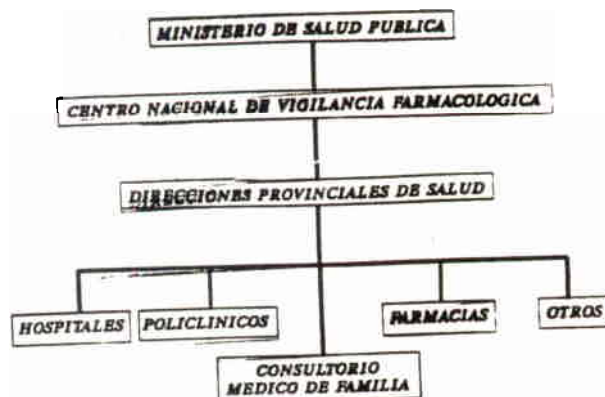 MINISTERIO DE SALUD PUBLICA
CENTRO NACIONAL DE VIGILANCIA FARMACOLOGICA
DIRECCIONES PROVINCIALES DE SALUD
HOSPITALES
POLICLINICOS
FARMACIAS
OTROS
CONSULTORIO
MEDICO DE FAMILIA